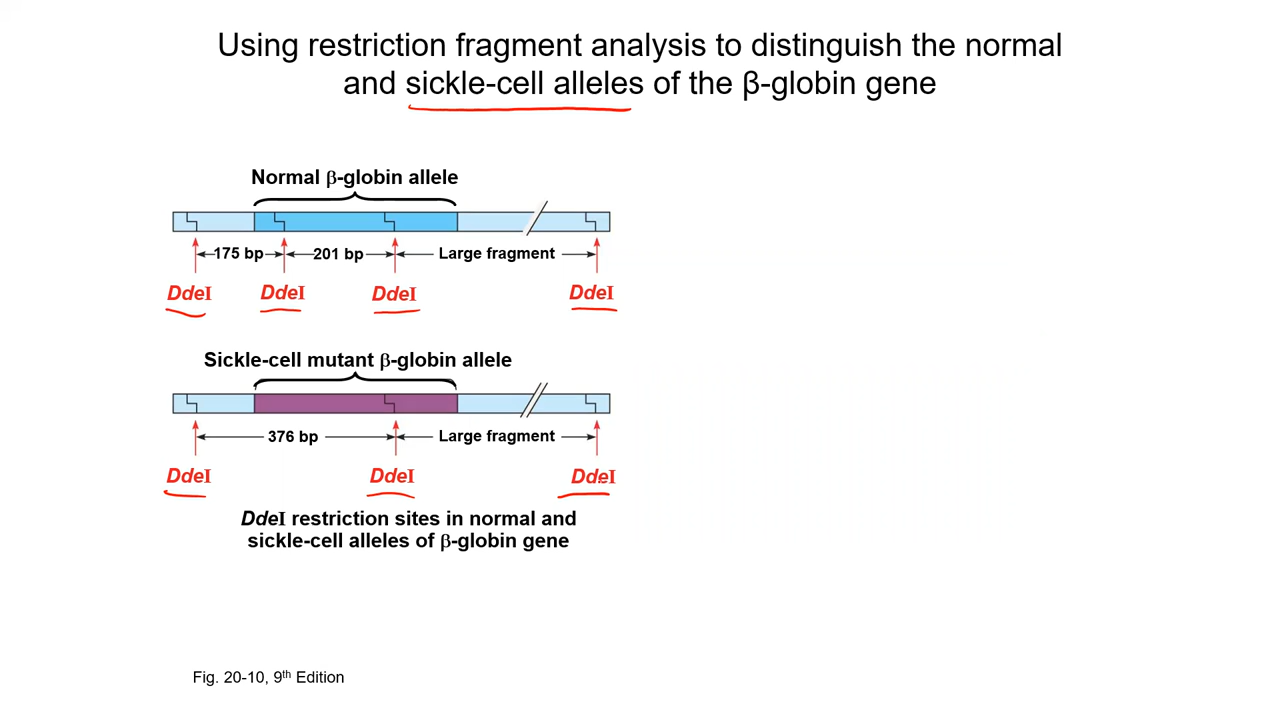 Using restriction fragment analysis to distinguish the normal
and sickle-cell alleles of the β-globin gene
Normal β-globin allele
175 bp 201 bp Large fragment
DdeI DdeI DdeI DdeI
Sickle-cell mutant β-globin allele
376 bp Large fragment
DdeI DdeI DdeI
DdeI restriction sites in normal and
sickle-cell alleles of β-globin gene
Fig. 20-10, 9th Edition